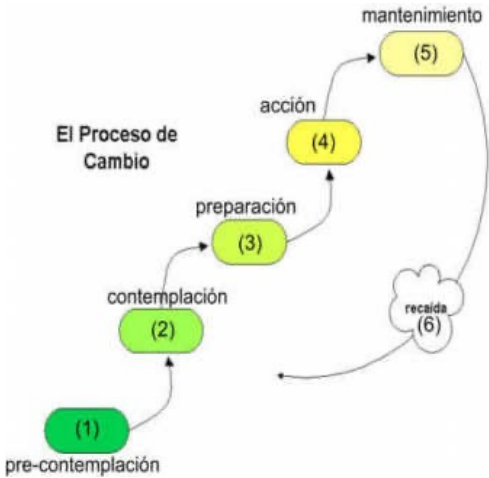 mantenimiento
(5)
acción
(4)
El Proceso de
Cambio
preparación
(3)
contemplación
(2)
recaída
(6)
(1)
pre-contemplación